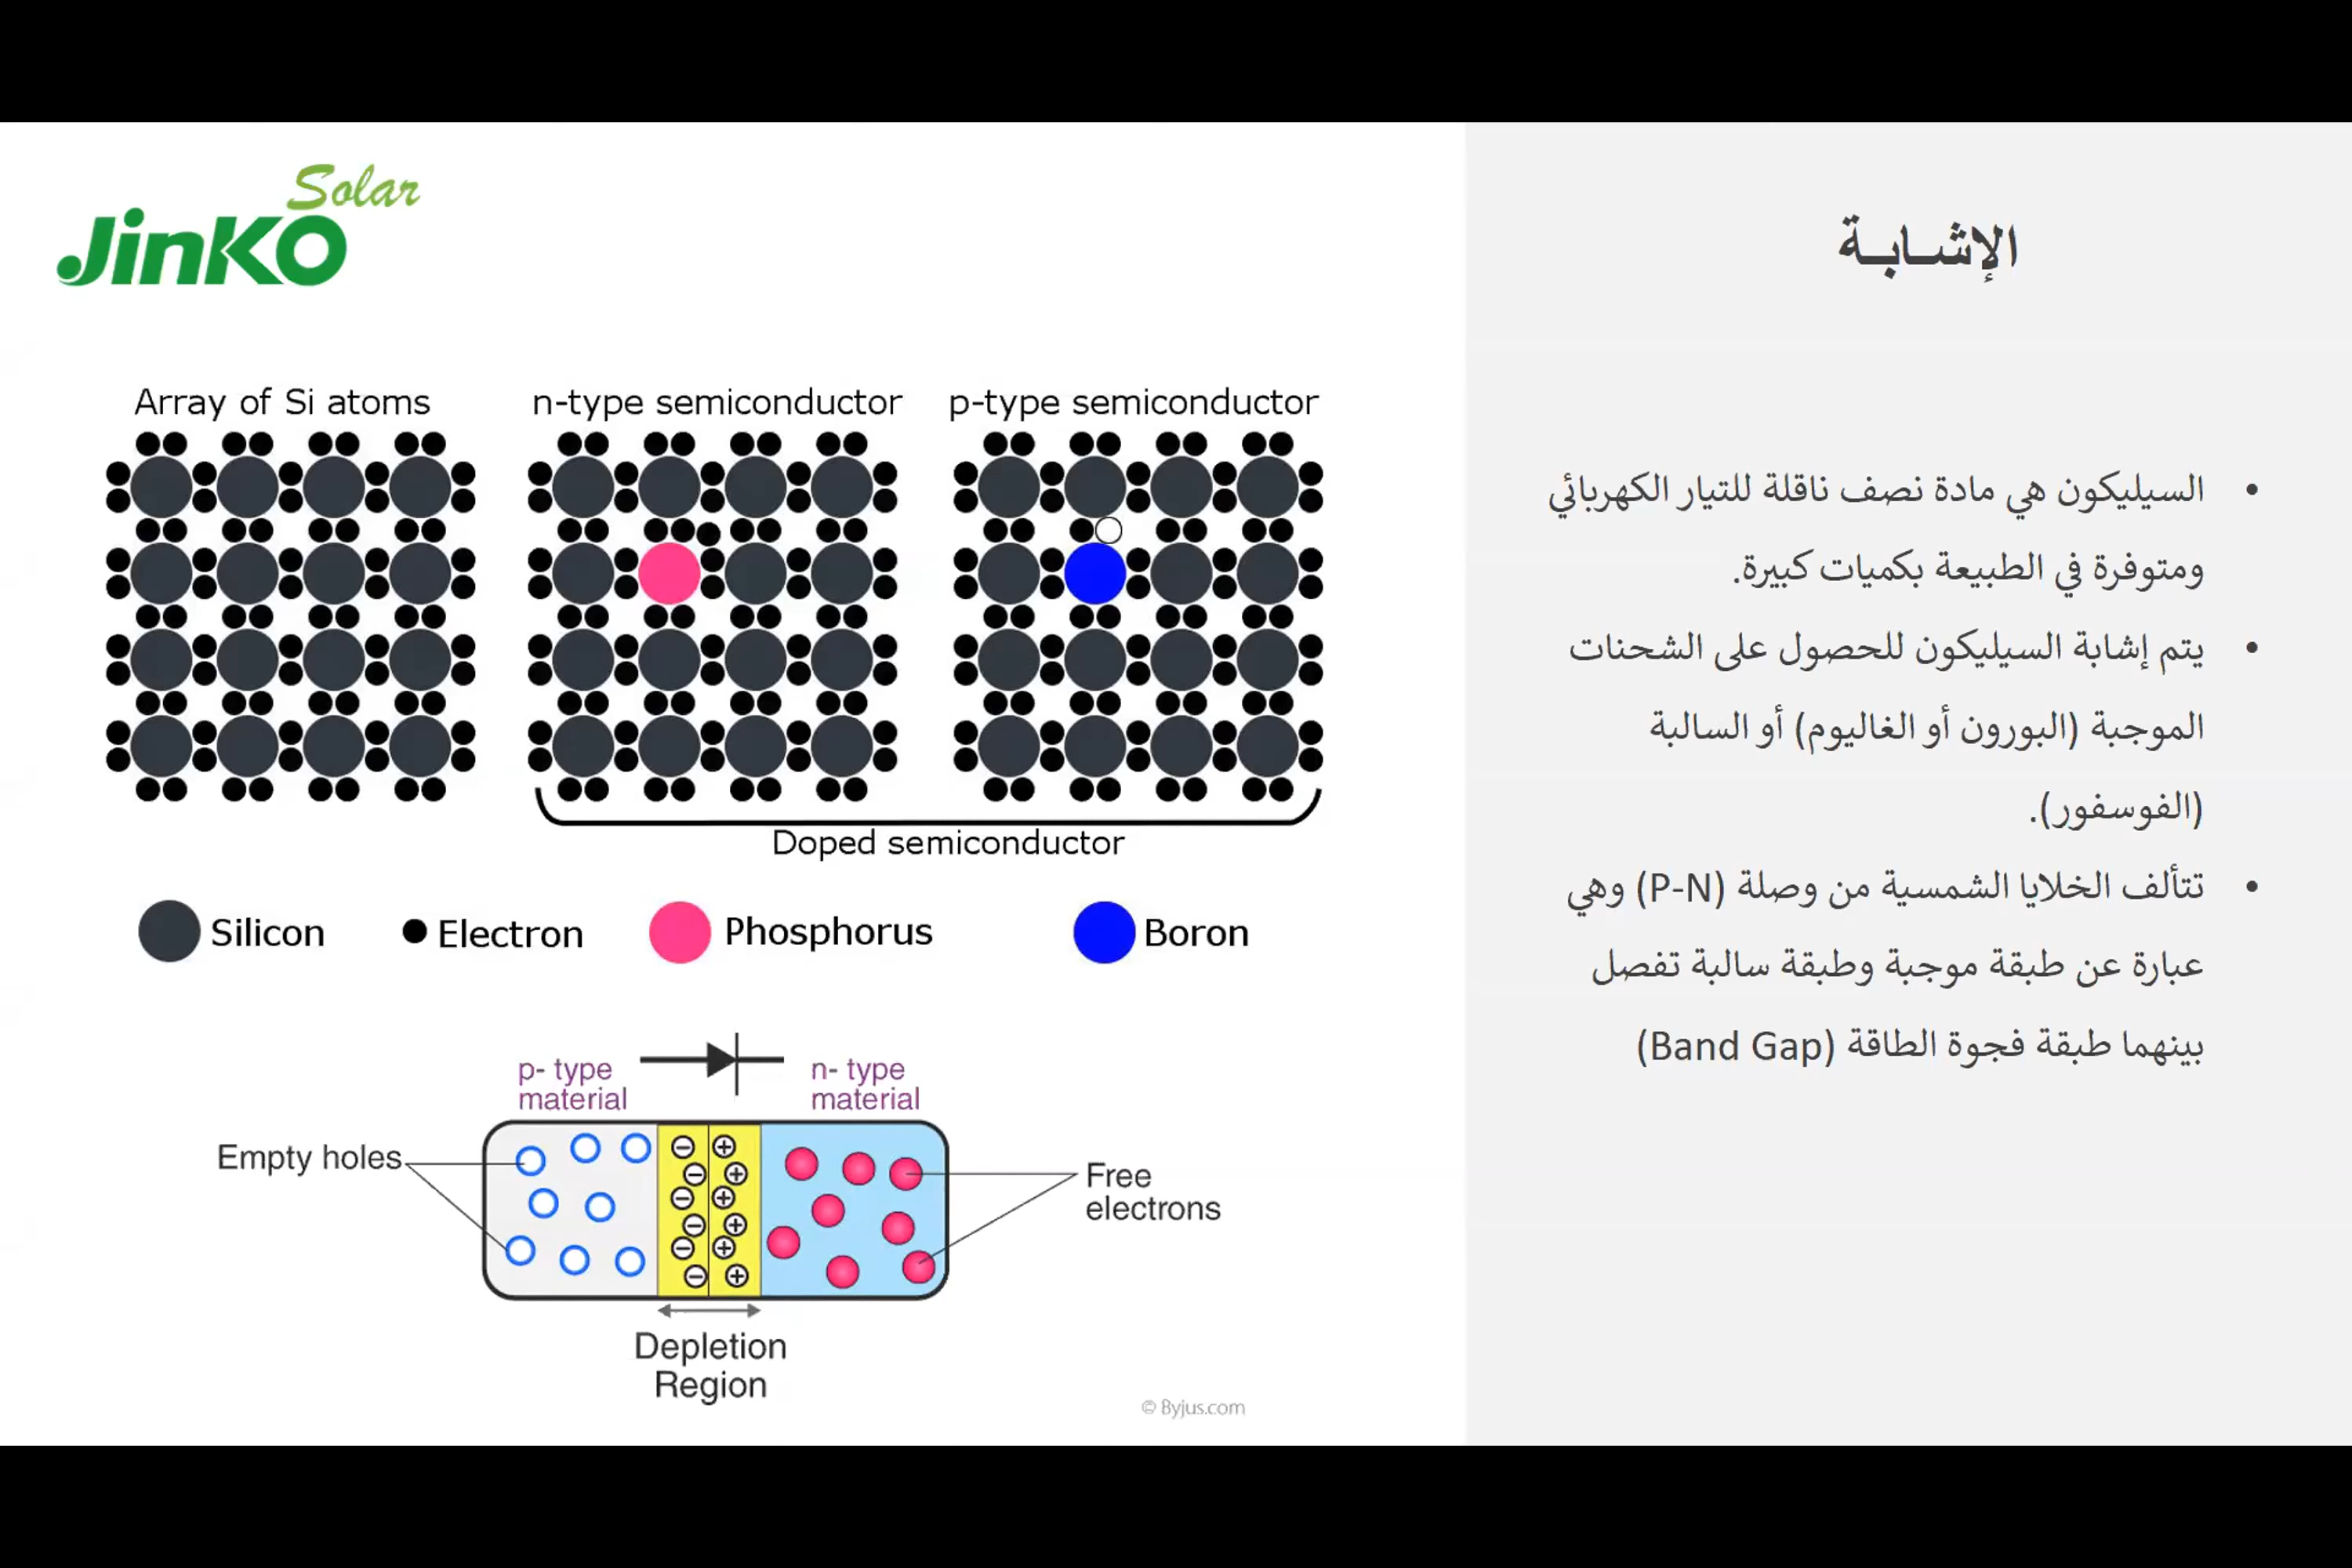 Solar
JinKO
الإشابة
Array of Si atoms
n-type semiconductor
p-type semiconductor
Doped semiconductor
Silicon
Electron
Phosphorus
Boron
p- type
material
n- type
material
Empty holes
Free
electrons
Depletion
Region
© Byjus.com
• السيليكون هي مادة نصف ناقلة للتيار الكهربائي
ومتوفرة في الطبيعة بكميات كبيرة.
• يتم إشابة السيليكون للحصول على الشحنات
الموجبة (البورون أو الغاليوم) أو السالبة
(الفوسفور).
• تتألف الخلايا الشمسية من وصلة (P-N) وهي
عبارة عن طبقة موجبة وطبقة سالبة تفصل
بينهما طبقة فجوة الطاقة (Band Gap)